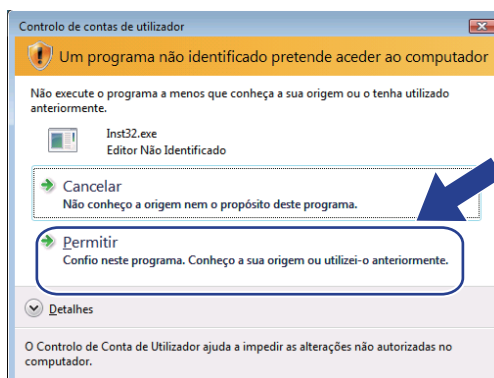 Controlo de contas de utilizador
Um programa não identificado pretende aceder ao computador
Não execute o programa a menos que conheça a sua origem ou o tenha utilizado
anteriormente.
Inst32.exe
Editor Não Identificado
Cancelar
Não conheço a origem nem o propósito deste programa.
Permitir
Confio neste programa. Conheço a sua origem ou utilizei-o anteriormente.
Detalhes
O Controlo de Conta de Utilizador ajuda a impedir as alterações não autorizadas no
computador.